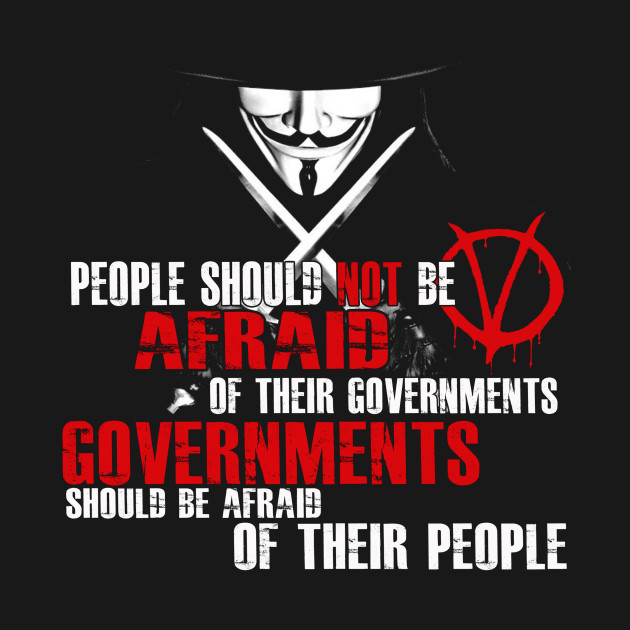 PEOPLE SHOULD NOT BE
V
AFRAID
OF THEIR GOVERNMENTS
GOVERNMENTS
SHOULD BE AFRAID
OF THEIR PEOPLE